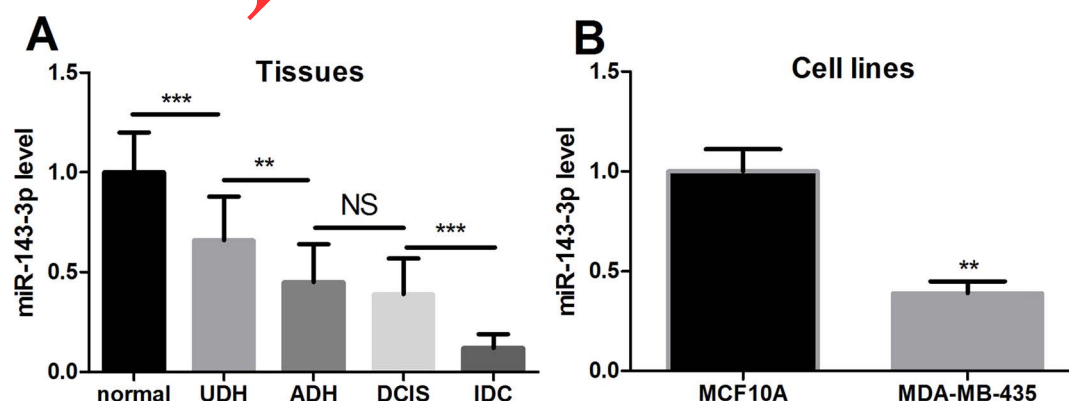 A
Tissues
miR-143-3p level
1.5
1.0
0.5
0.0
***
**
NS
***
normal UDH ADH DCIS IDC
B
Cell lines
miR-143-3p level
1.5
1.0
0.5
0.0
**
MCF10A MDA-MB-435